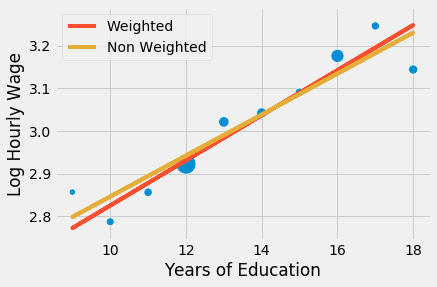 Weighted
Non Weighted
Log Hourly Wage
3.2
3.1
3.0
2.9
2.8
10
12
14
16
18
Years of Education